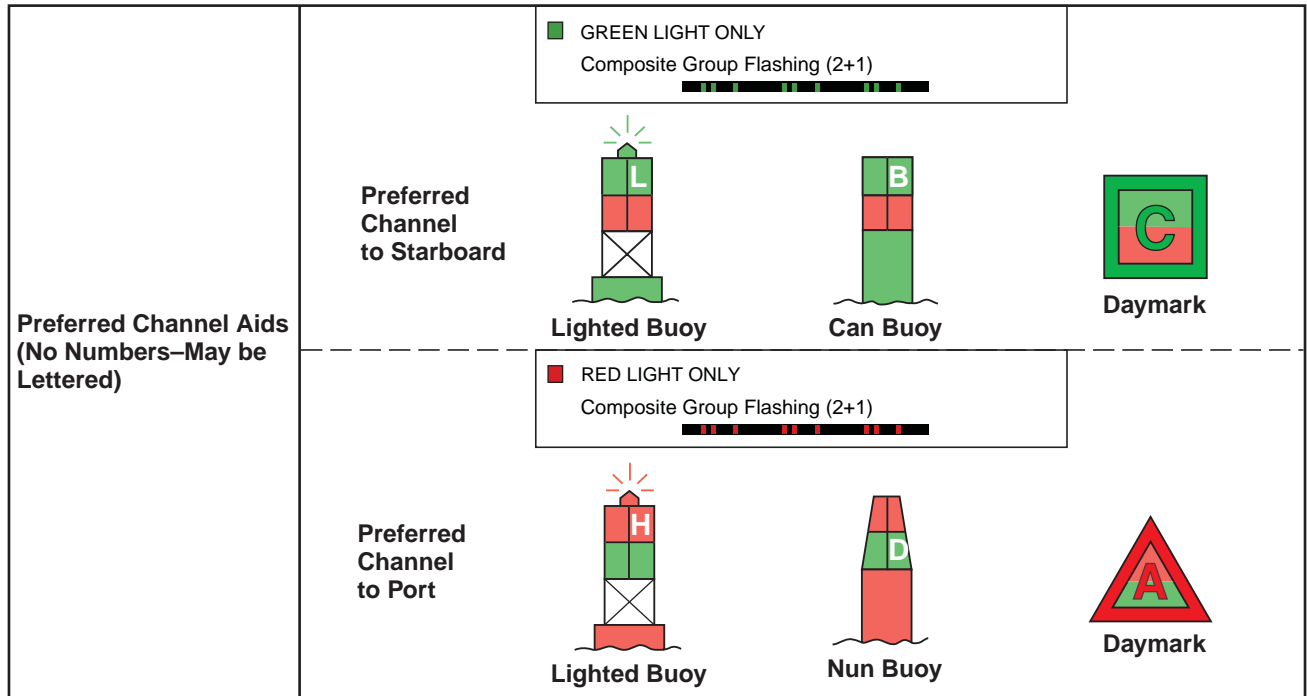 Preferred Channel Aids
(No Numbers–May be
Lettered)
GREEN LIGHT ONLY
Composite Group Flashing (2+1)
Preferred
Channel
to Starboard
L
B
C
Lighted Buoy
Can Buoy
Daymark
RED LIGHT ONLY
Composite Group Flashing (2+1)
Preferred
Channel
to Port
H
D
A
Lighted Buoy
Nun Buoy
Daymark